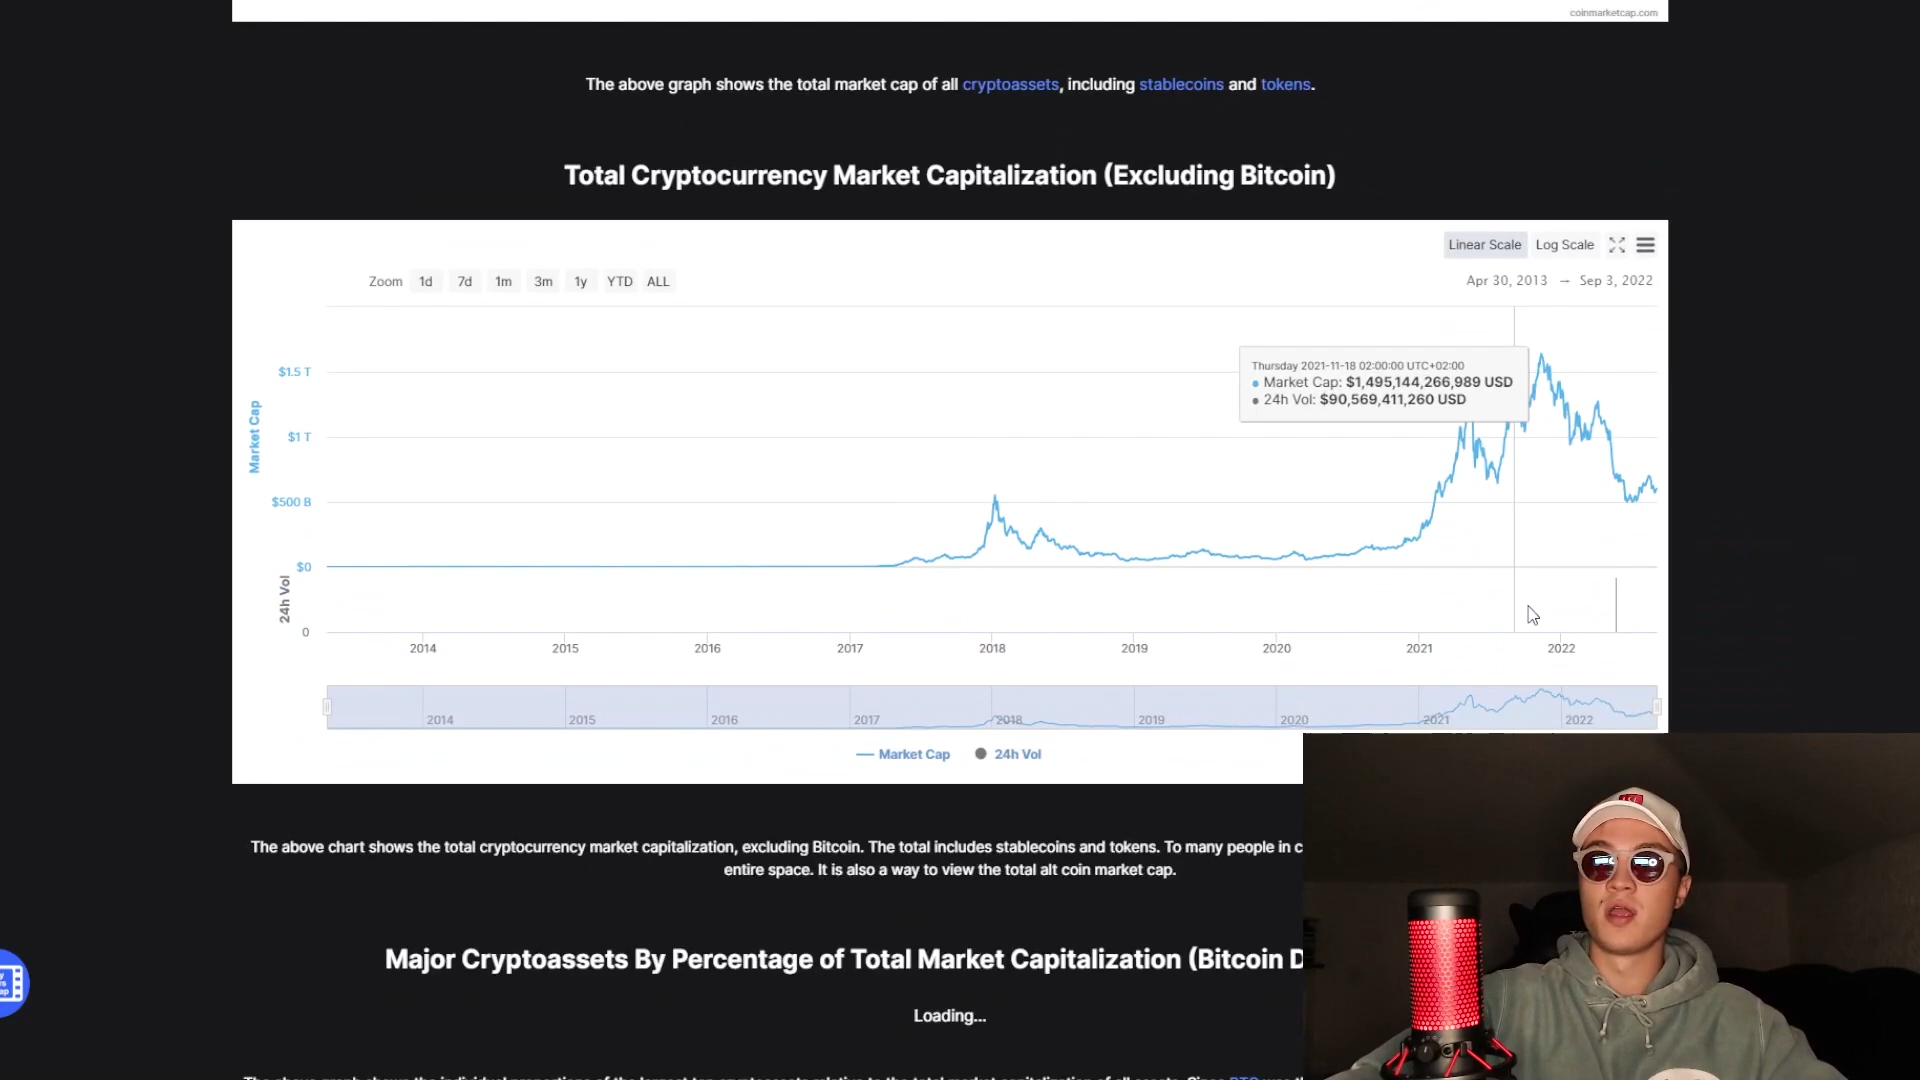 coinmarketcap.com
The above graph shows the total market cap of all cryptoassets, including stablecoins and tokens.
Total Cryptocurrency Market Capitalization (Excluding Bitcoin)
Linear Scale Log Scale
Zoom 1d 7d 1m 3m 1y YTD ALL
Apr 30, 2013 → Sep 3, 2022
Thursday 2021-11-18 02:00:00 UTC+02:00
● Market Cap: $1,495,144,266,989 USD
● 24h Vol: $90,569,411,260 USD
Market Cap
$1.5 T
$1 T
$500 B
$0
24h Vol
0
2014 2015 2016 2017 2018 2019 2020 2021 2022
2014 2015 2016 2017 2018 2019 2020 2021 2022
Market Cap 24h Vol
The above chart shows the total cryptocurrency market capitalization, excluding Bitcoin. The total includes stablecoins and tokens. To many people in c
entire space. It is also a way to view the total alt coin market cap.
Major Cryptoassets By Percentage of Total Market Capitalization (Bitcoin D
Loading...